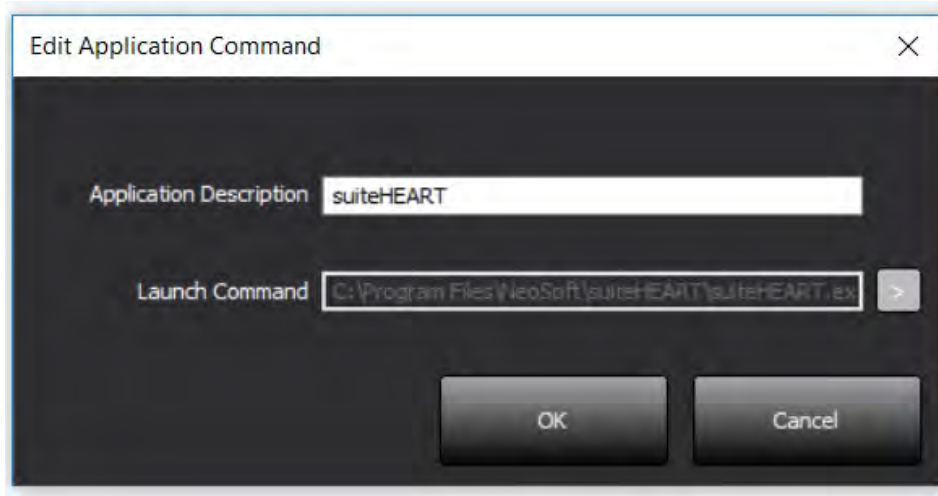 Edit Application Command
Application Description suiteHEART
Launch Command C:\Program Files\NeoSoft\suiteHEART\suiteHEART.ex
>
OK Cancel